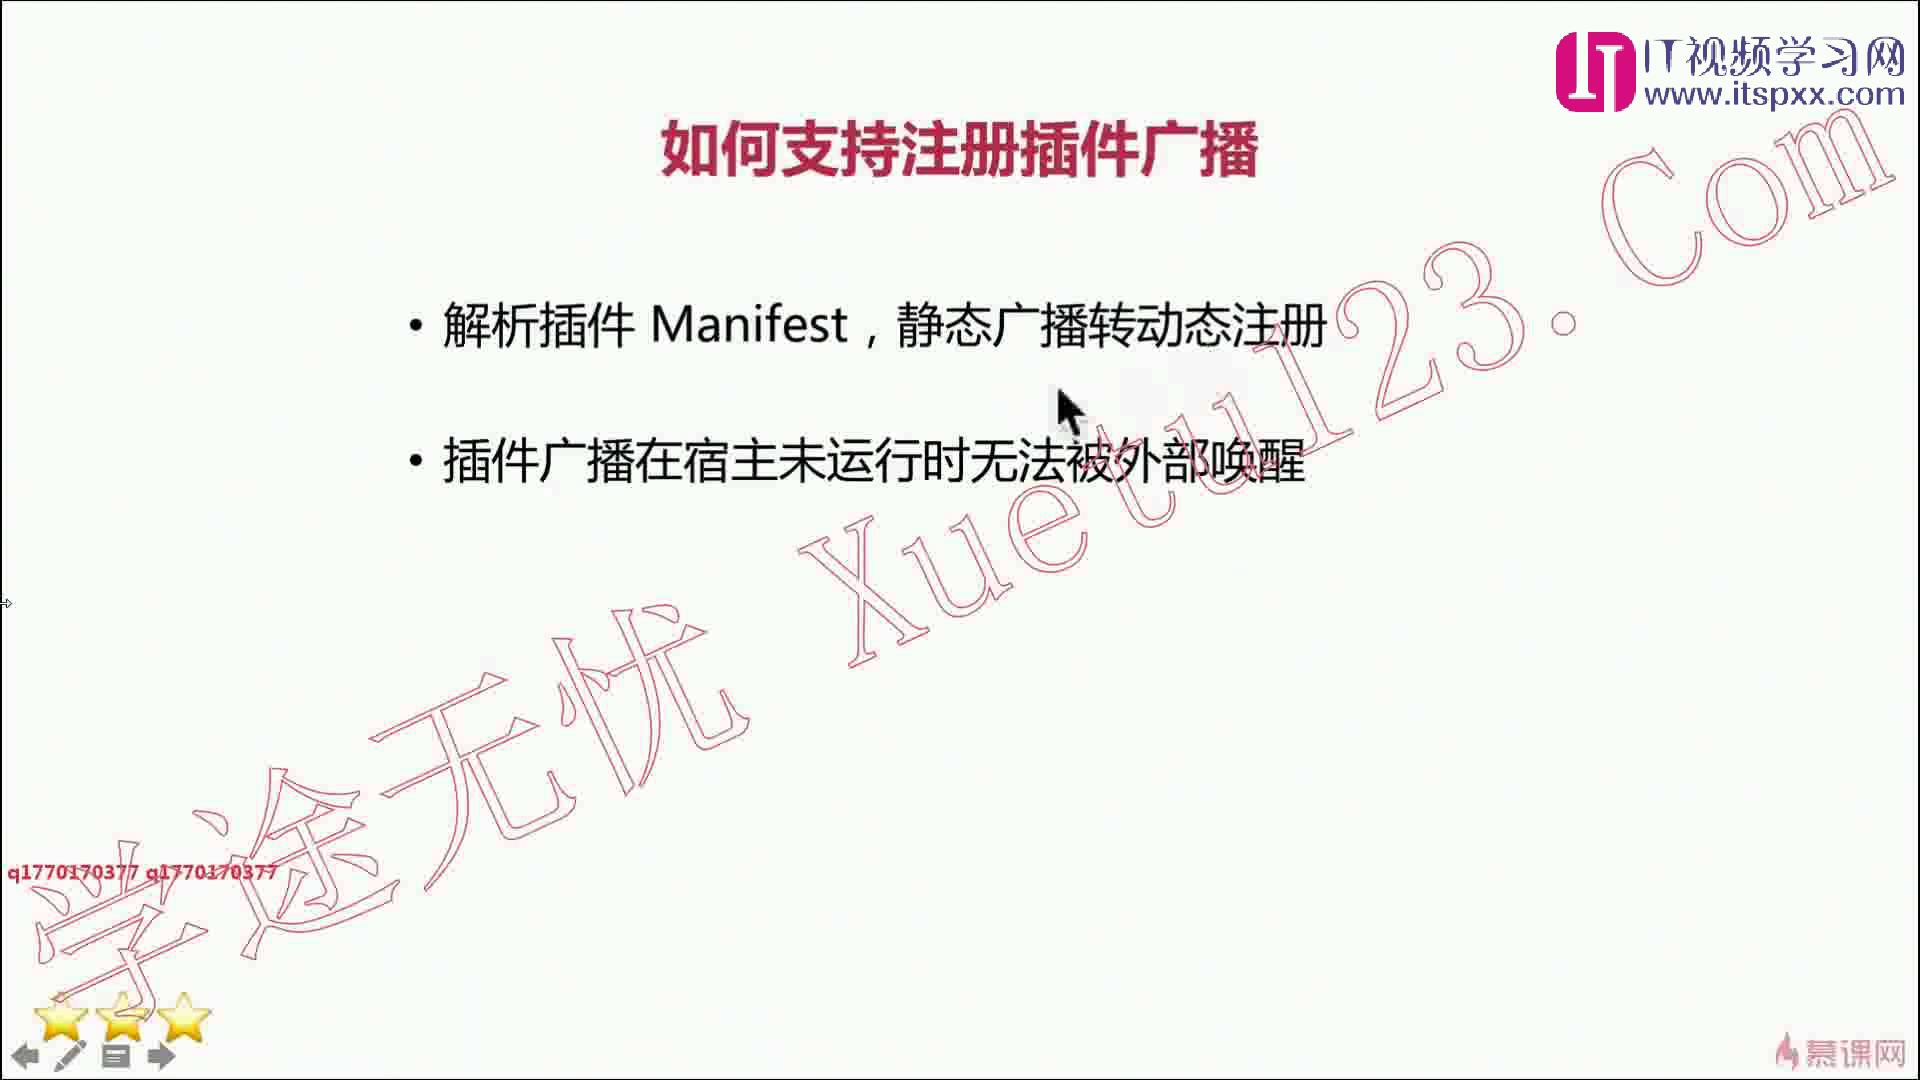 IT视频学习网
www.itspxx.com
如何支持注册插件广播
• 解析插件 Manifest，静态广播转动态注册
• 插件广播在宿主未运行时无法被外部唤醒
学途无忧 Xuetu123.Com
q1770170377 q1770170377
慕课网